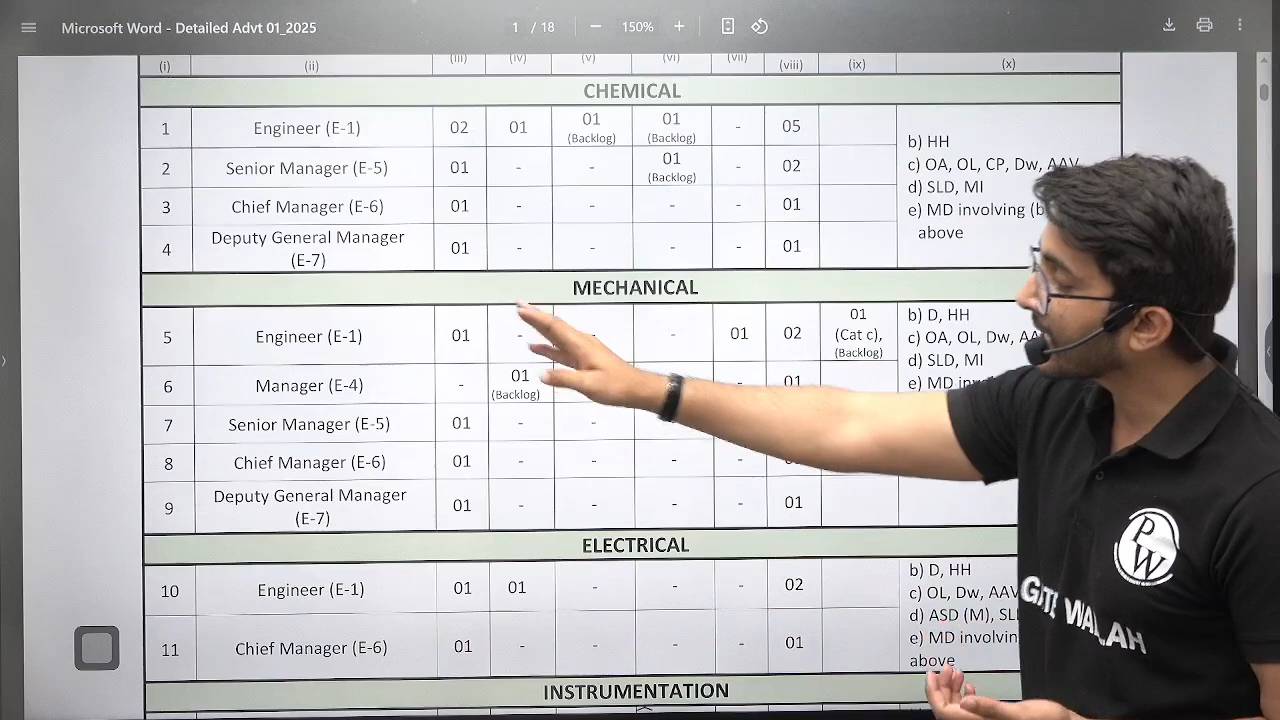 Microsoft Word - Detailed Advt 01_2025
1 / 18
150%
(i) (ii) (iii) (iv) (v) (vi) (vii) (viii) (ix) (x)
CHEMICAL
1 Engineer (E-1) 02 01 01 (Backlog) 01 (Backlog) - 05
2 Senior Manager (E-5) 01 - - 01 (Backlog) - 02
3 Chief Manager (E-6) 01 - - - - 01
4 Deputy General Manager (E-7) 01 - - - - 01
b) HH
c) OA, OL, CP, Dw, AAV
d) SLD, MI
e) MD involving (b
above
MECHANICAL
5 Engineer (E-1) 01 - - - 01 02 01 (Cat c), (Backlog)
6 Manager (E-4) - 01 (Backlog) - 01
7 Senior Manager (E-5) 01 - - - -
8 Chief Manager (E-6) 01 - - - -
9 Deputy General Manager (E-7) 01 - - - - 01
b) D, HH
c) OA, OL, Dw, AA
d) SLD, MI
e) MD
ELECTRICAL
10 Engineer (E-1) 01 01 - - - 02
11 Chief Manager (E-6) 01 - - - - 01
b) D, HH
c) OL, Dw, AAV
d) ASD (M), SL
e) MD involvin
above
INSTRUMENTATION
PW
GATE WALLAH